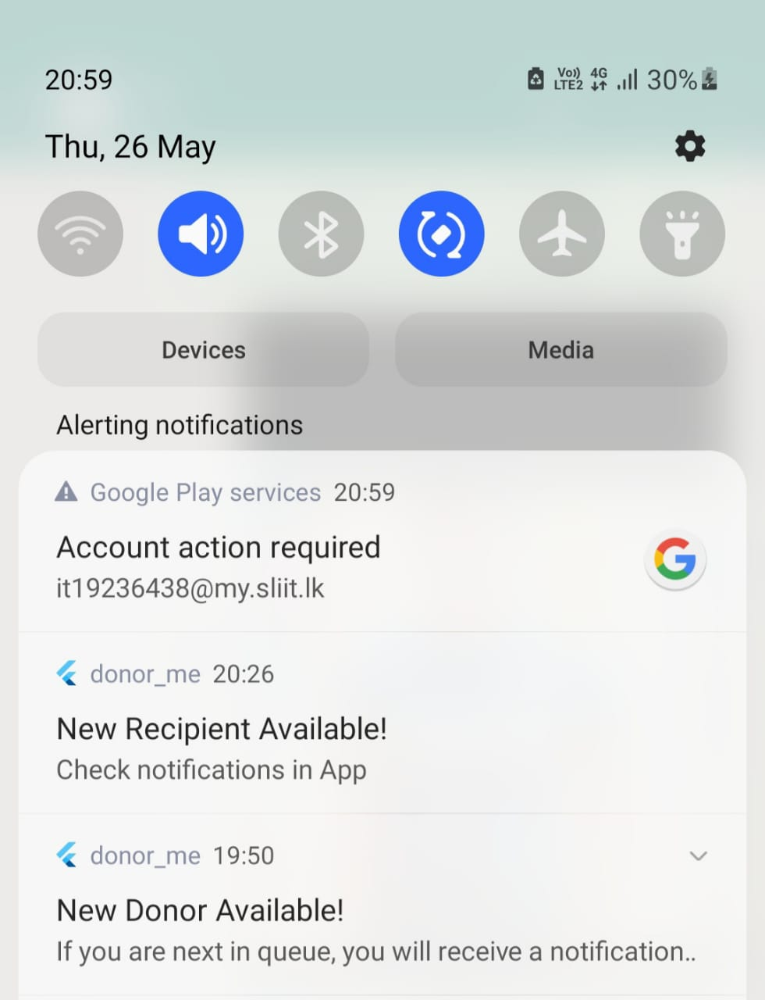 20:59 Vo)) LTE2 4G 30%
Thu, 26 May
Devices Media
Alerting notifications
Google Play services 20:59
Account action required
it19236438@my.sliit.lk
donor_me 20:26
New Recipient Available!
Check notifications in App
donor_me 19:50
New Donor Available!
If you are next in queue, you will receive a notification..